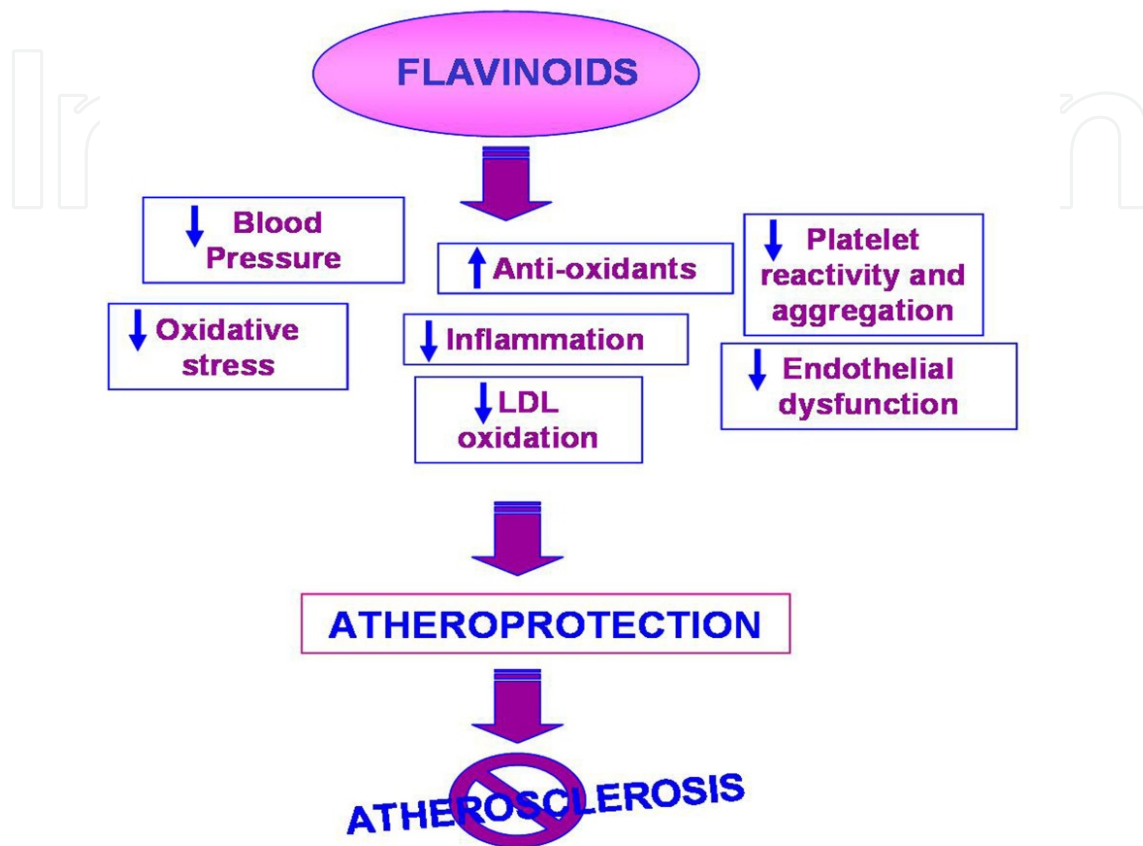 FLAVINOIDS
Blood
Pressure
Anti-oxidants
Platelet
reactivity and
aggregation
Oxidative
stress
Inflammation
Endothelial
dysfunction
LDL
oxidation
ATHEROPROTECTION
ATHEROSCLEROSIS